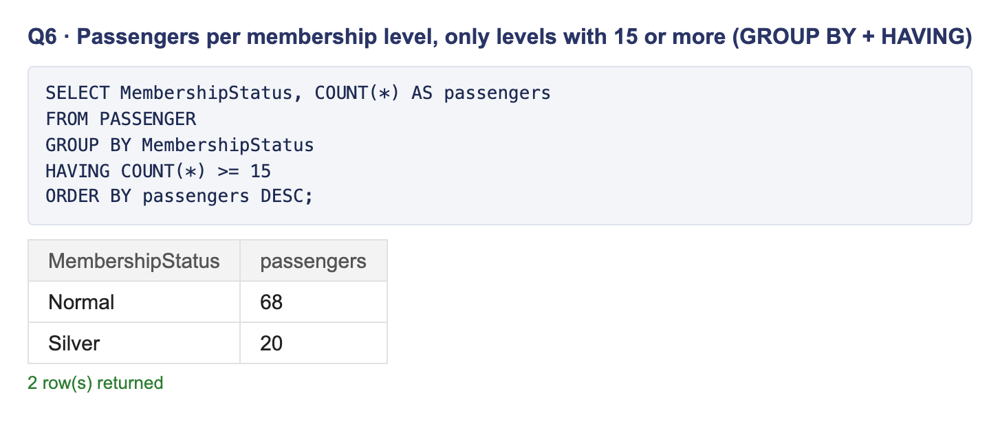 Q6 · Passengers per membership level, only levels with 15 or more (GROUP BY + HAVING)
SELECT MembershipStatus, COUNT(*) AS passengers
FROM PASSENGER
GROUP BY MembershipStatus
HAVING COUNT(*) >= 15
ORDER BY passengers DESC;
MembershipStatus passengers
Normal 68
Silver 20
2 row(s) returned